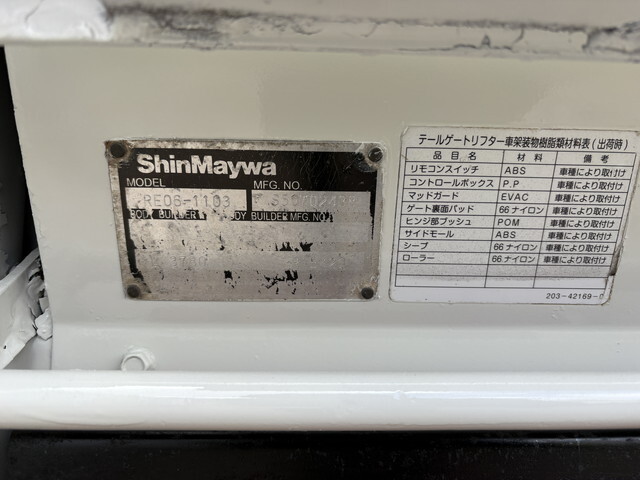 ShinMaywa
MODEL MFG. NO.
RE06-1103
BODY BUILDER BODY BUILDER MFG. NO.
テールゲートリフター車架装物樹脂類材料表(出荷時)
品 目 名 材 料 備 考
リモコンスイッチ ABS 車種により取付け
コントロールボックス P.P 車種により取付け
マッドガード EVAC 車種により取付け
ゲート裏面パッド 66ナイロン 車種により取付け
ヒンジ部ブッシュ POM 車種により取付け
サイドモール ABS 車種により取付け
シーブ 66ナイロン 車種により取付け
ローラー 66ナイロン 車種により取付け
203-42169-